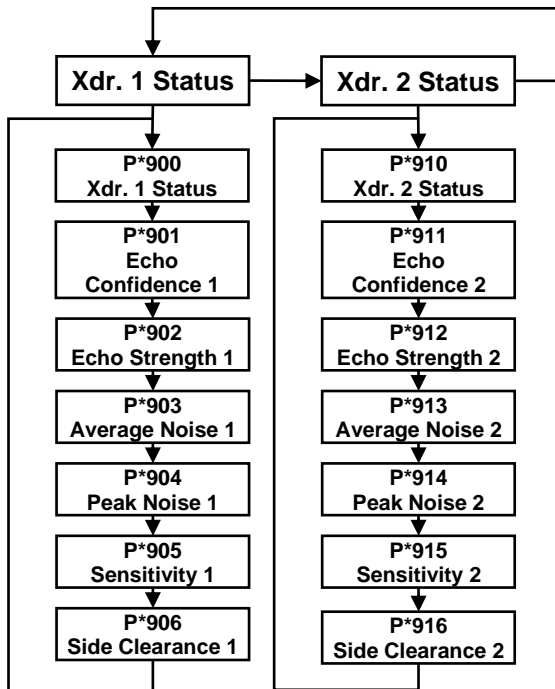 Xdr. 1 Status
Xdr. 2 Status
P*900
Xdr. 1 Status
P*901
Echo
Confidence 1
P*902
Echo Strength 1
P*903
Average Noise 1
P*904
Peak Noise 1
P*905
Sensitivity 1
P*906
Side Clearance 1
P*910
Xdr. 2 Status
P*911
Echo
Confidence 2
P*912
Echo Strength 2
P*913
Average Noise 2
P*914
Peak Noise 2
P*915
Sensitivity 2
P*916
Side Clearance 2